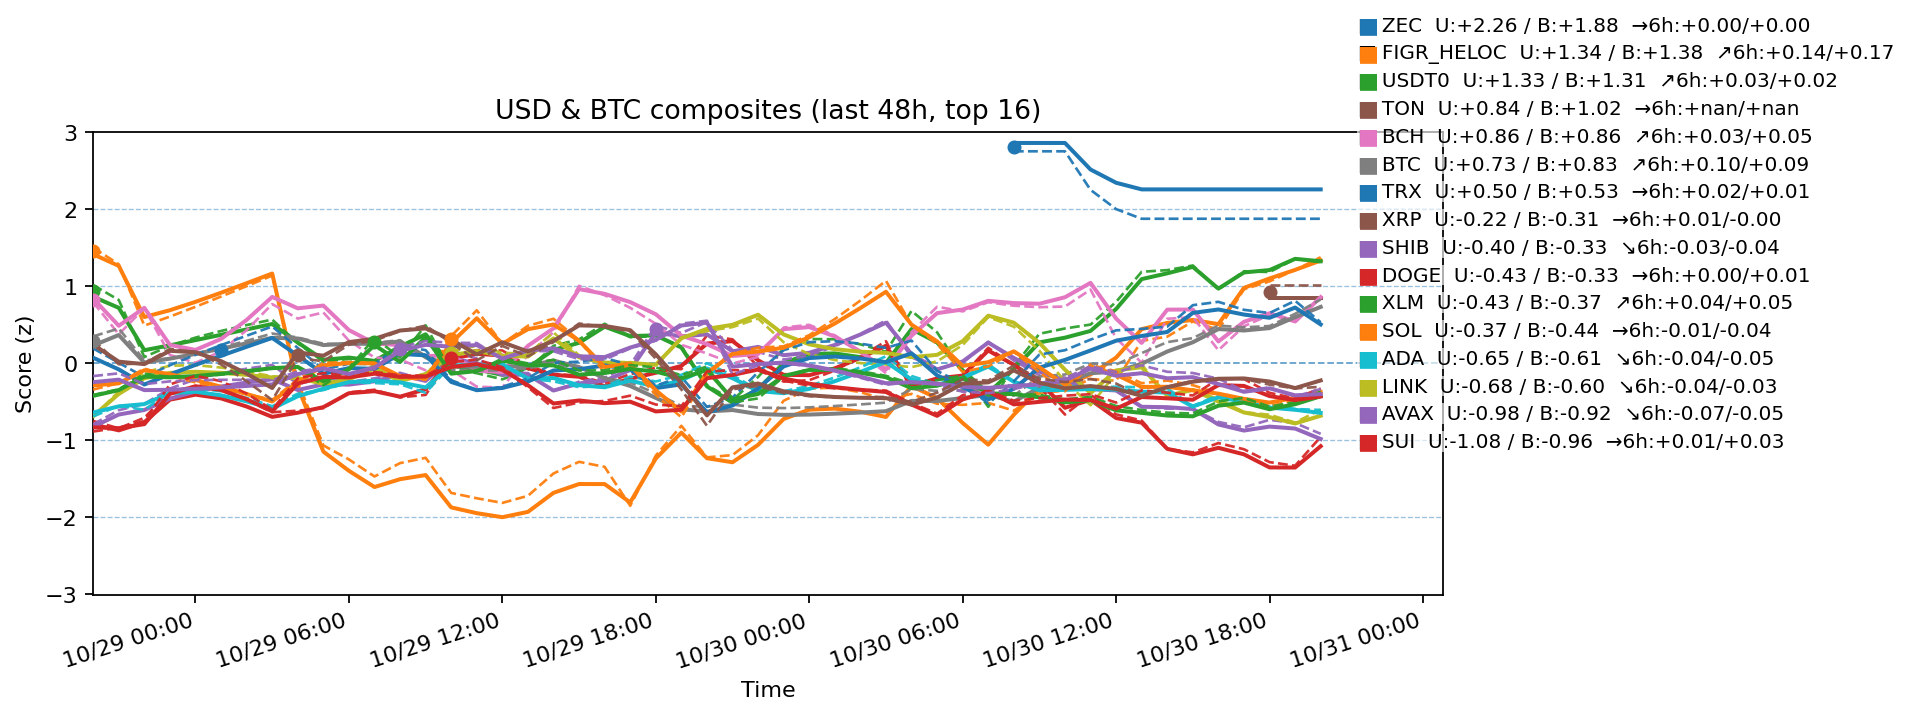 ZEC U:+2.26 / B:+1.88 →6h:+0.00/+0.00
FIGR_HELOC U:+1.34 / B:+1.38 ↗6h:+0.14/+0.17
USDT0 U:+1.33 / B:+1.31 ↗6h:+0.03/+0.02
TON U:+0.84 / B:+1.02 →6h:+nan/+nan
BCH U:+0.86 / B:+0.86 ↗6h:+0.03/+0.05
BTC U:+0.73 / B:+0.83 ↗6h:+0.10/+0.09
TRX U:+0.50 / B:+0.53 →6h:+0.02/+0.01
XRP U:-0.22 / B:-0.31 →6h:+0.01/-0.00
SHIB U:-0.40 / B:-0.33 ↘6h:-0.03/-0.04
DOGE U:-0.43 / B:-0.33 →6h:+0.00/+0.01
XLM U:-0.43 / B:-0.37 ↗6h:+0.04/+0.05
SOL U:-0.37 / B:-0.44 →6h:-0.01/-0.04
ADA U:-0.65 / B:-0.61 ↘6h:-0.04/-0.05
LINK U:-0.68 / B:-0.60 ↘6h:-0.04/-0.03
AVAX U:-0.98 / B:-0.92 ↘6h:-0.07/-0.05
SUI U:-1.08 / B:-0.96 →6h:+0.01/+0.03
USD & BTC composites (last 48h, top 16)
Score (z)
3
2
1
0
−1
−2
−3
10/29 00:00
10/29 06:00
10/29 12:00
10/29 18:00
10/30 00:00
10/30 06:00
10/30 12:00
10/30 18:00
10/31 00:00
Time